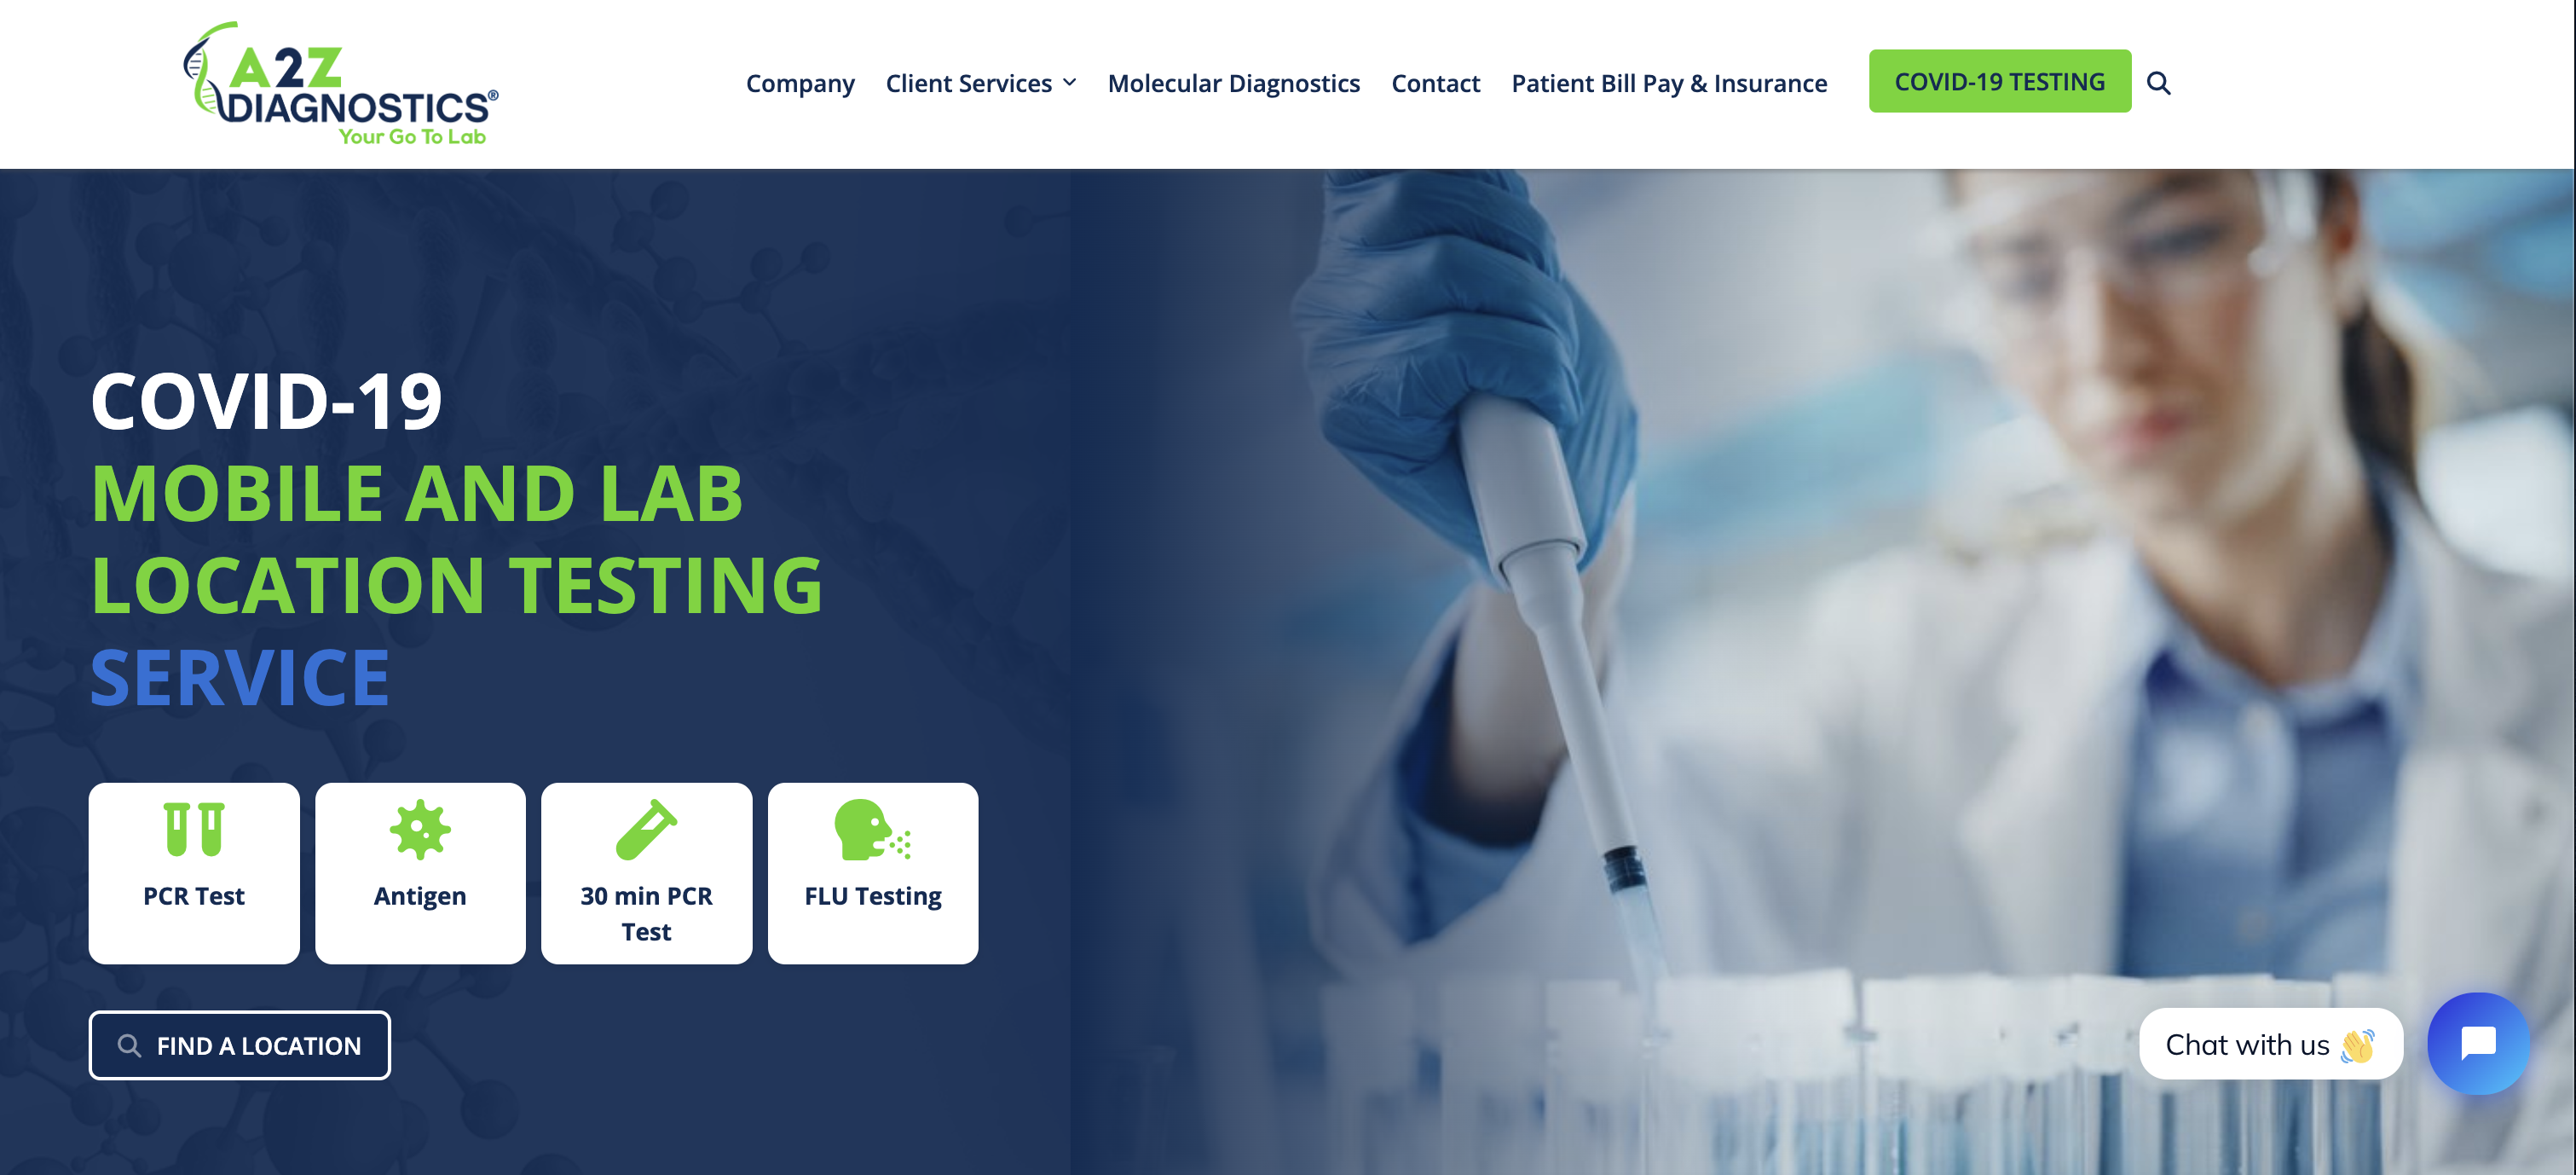 A2Z
DIAGNOSTICS®
Your Go To Lab
Company
Client Services
Molecular Diagnostics
Contact
Patient Bill Pay & Insurance
COVID-19 TESTING
COVID-19
MOBILE AND LAB
LOCATION TESTING
SERVICE
PCR Test
Antigen
30 min PCR
Test
FLU Testing
FIND A LOCATION
Chat with us 👋